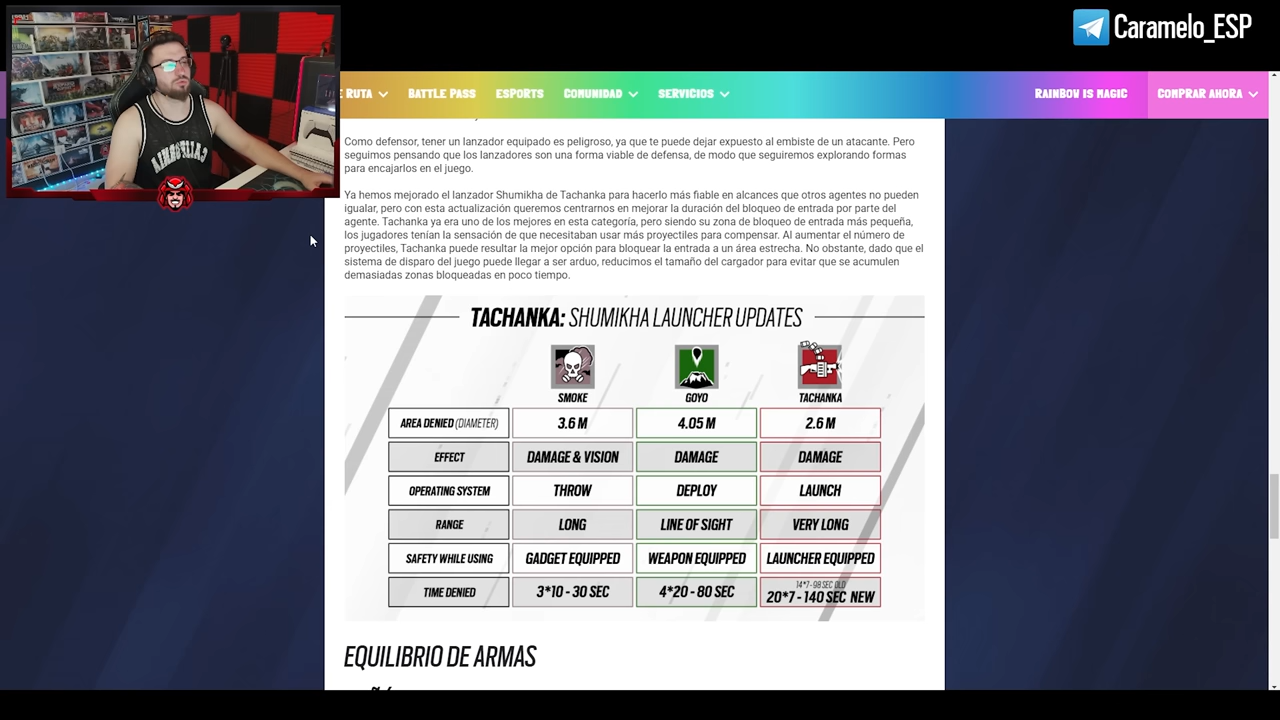 Caramelo_ESP
E RUTA
BATTLE PASS
ESPORTS
COMUNIDAD
SERVICIOS
RAINBOW IS MAGIC
COMPRAR AHORA
Como defensor, tener un lanzador equipado es peligroso, ya que te puede dejar expuesto al embiste de un atacante. Pero
seguimos pensando que los lanzadores son una forma viable de defensa, de modo que seguiremos explorando formas
para encajarlos en el juego.
Ya hemos mejorado el lanzador Shumikha de Tachanka para hacerlo más fiable en alcances que otros agentes no pueden
igualar, pero con esta actualización queremos centrarnos en mejorar la duración del bloqueo de entrada por parte del
agente. Tachanka ya era uno de los mejores en esta categoría, pero siendo su zona de bloqueo de entrada más pequeña,
los jugadores tenían la sensación de que necesitaban usar más proyectiles para compensar. Al aumentar el número de
proyectiles, Tachanka puede resultar la mejor opción para bloquear la entrada a un área estrecha. No obstante, dado que el
sistema de disparo del juego puede llegar a ser arduo, reducimos el tamaño del cargador para evitar que se acumulen
demasiadas zonas bloqueadas en poco tiempo.
TACHANKA: SHUMIKHA LAUNCHER UPDATES
SMOKE GOYO TACHANKA
AREA DENIED (DIAMETER) 3.6 M 4.05 M 2.6 M
EFFECT DAMAGE & VISION DAMAGE DAMAGE
OPERATING SYSTEM THROW DEPLOY LAUNCH
RANGE LONG LINE OF SIGHT VERY LONG
SAFETY WHILE USING GADGET EQUIPPED WEAPON EQUIPPED LAUNCHER EQUIPPED
14*7-98 SEC OLD
TIME DENIED 3*10 - 30 SEC 4*20 - 80 SEC 20*7 - 140 SEC NEW
EQUILIBRIO DE ARMAS